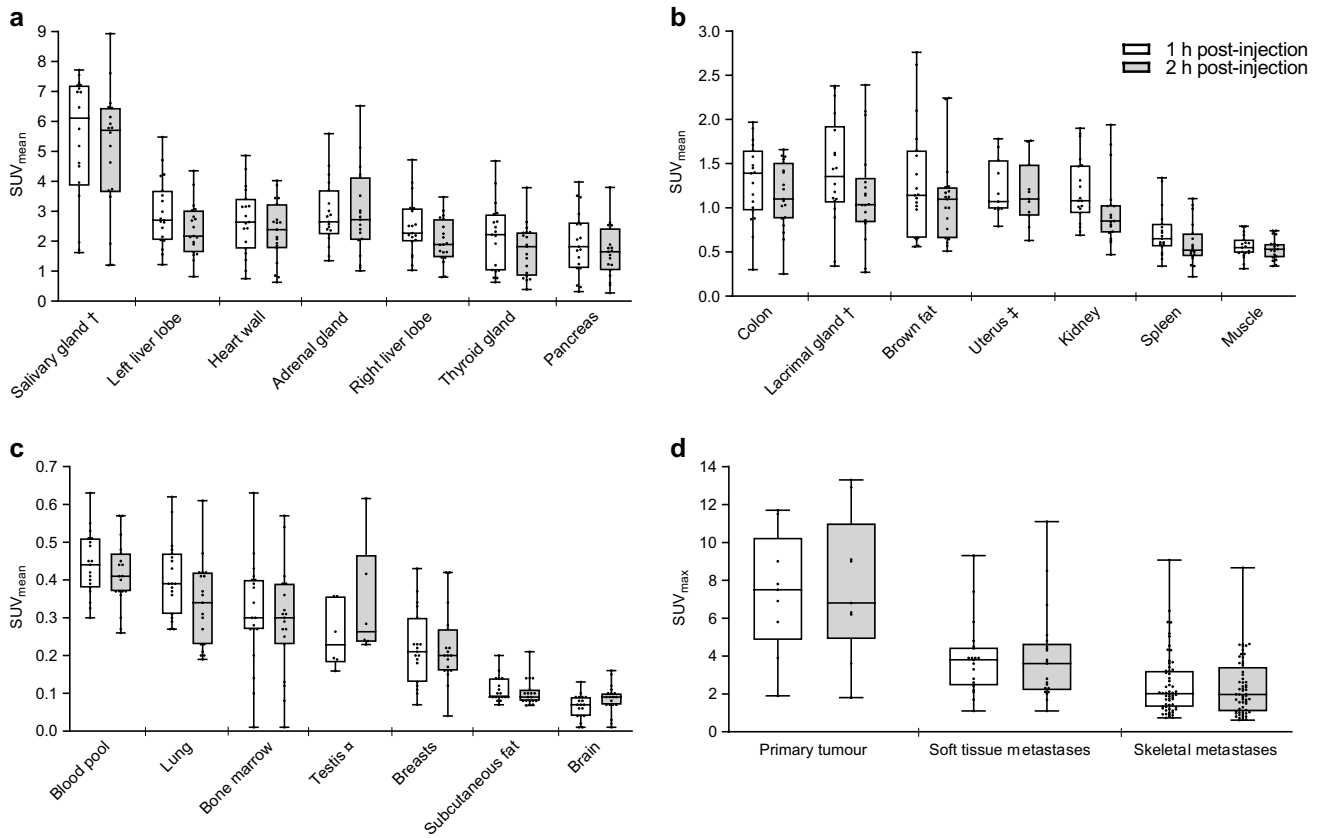 a
9
8
7
6
5
4
3
2
1
0
SUVmean
Salivary gland †
Left liver lobe
Heart wall
Adrenal gland
Right liver lobe
Thyroid gland
Pancreas
b
3.0
2.5
2.0
1.5
1.0
0.5
0.0
SUVmean
1 h post-injection
2 h post-injection
Colon
Lacrimal gland †
Brown fat
Uterus ‡
Kidney
Spleen
Muscle
c
0.7
0.6
0.5
0.4
0.3
0.2
0.1
0.0
SUVmean
Blood pool
Lung
Bone marrow
Testis ¤
Breasts
Subcutaneous fat
Brain
d
14
12
10
8
6
4
2
0
SUVmax
Primary tumour
Soft tissue metastases
Skeletal metastases